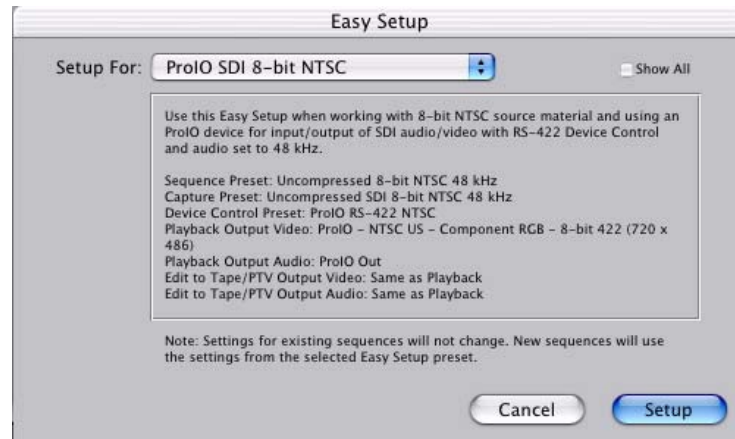 Easy Setup
Setup For: ProIO SDI 8-bit NTSC
Show All
Use this Easy Setup when working with 8-bit NTSC source material and using an
ProIO device for input/output of SDI audio/video with RS-422 Device Control
and audio set to 48 kHz.
Sequence Preset: Uncompressed 8-bit NTSC 48 kHz
Capture Preset: Uncompressed SDI 8-bit NTSC 48 kHz
Device Control Preset: ProIO RS-422 NTSC
Playback Output Video: ProIO - NTSC US - Component RGB - 8-bit 422 (720 x
486)
Playback Output Audio: ProIO Out
Edit to Tape/PTV Output Video: Same as Playback
Edit to Tape/PTV Output Audio: Same as Playback
Note: Settings for existing sequences will not change. New sequences will use
the settings from the selected Easy Setup preset.
Cancel
Setup